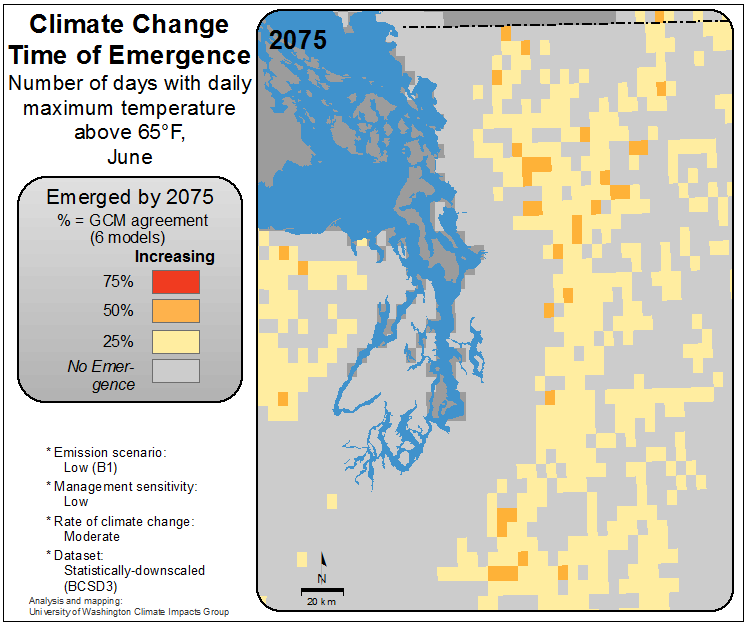 Climate Change
Time of Emergence
Number of days with daily
maximum temperature
above 65°F,
June
Emerged by 2075
% = GCM agreement
(6 models)
Increasing
75%
50%
25%
No Emer-
gence
* Emission scenario:
Low (B1)
* Management sensitivity:
Low
* Rate of climate change:
Moderate
* Dataset:
Statistically-downscaled
(BCSD3)
Analysis and mapping:
University of Washington Climate Impacts Group
2075
N
20 km